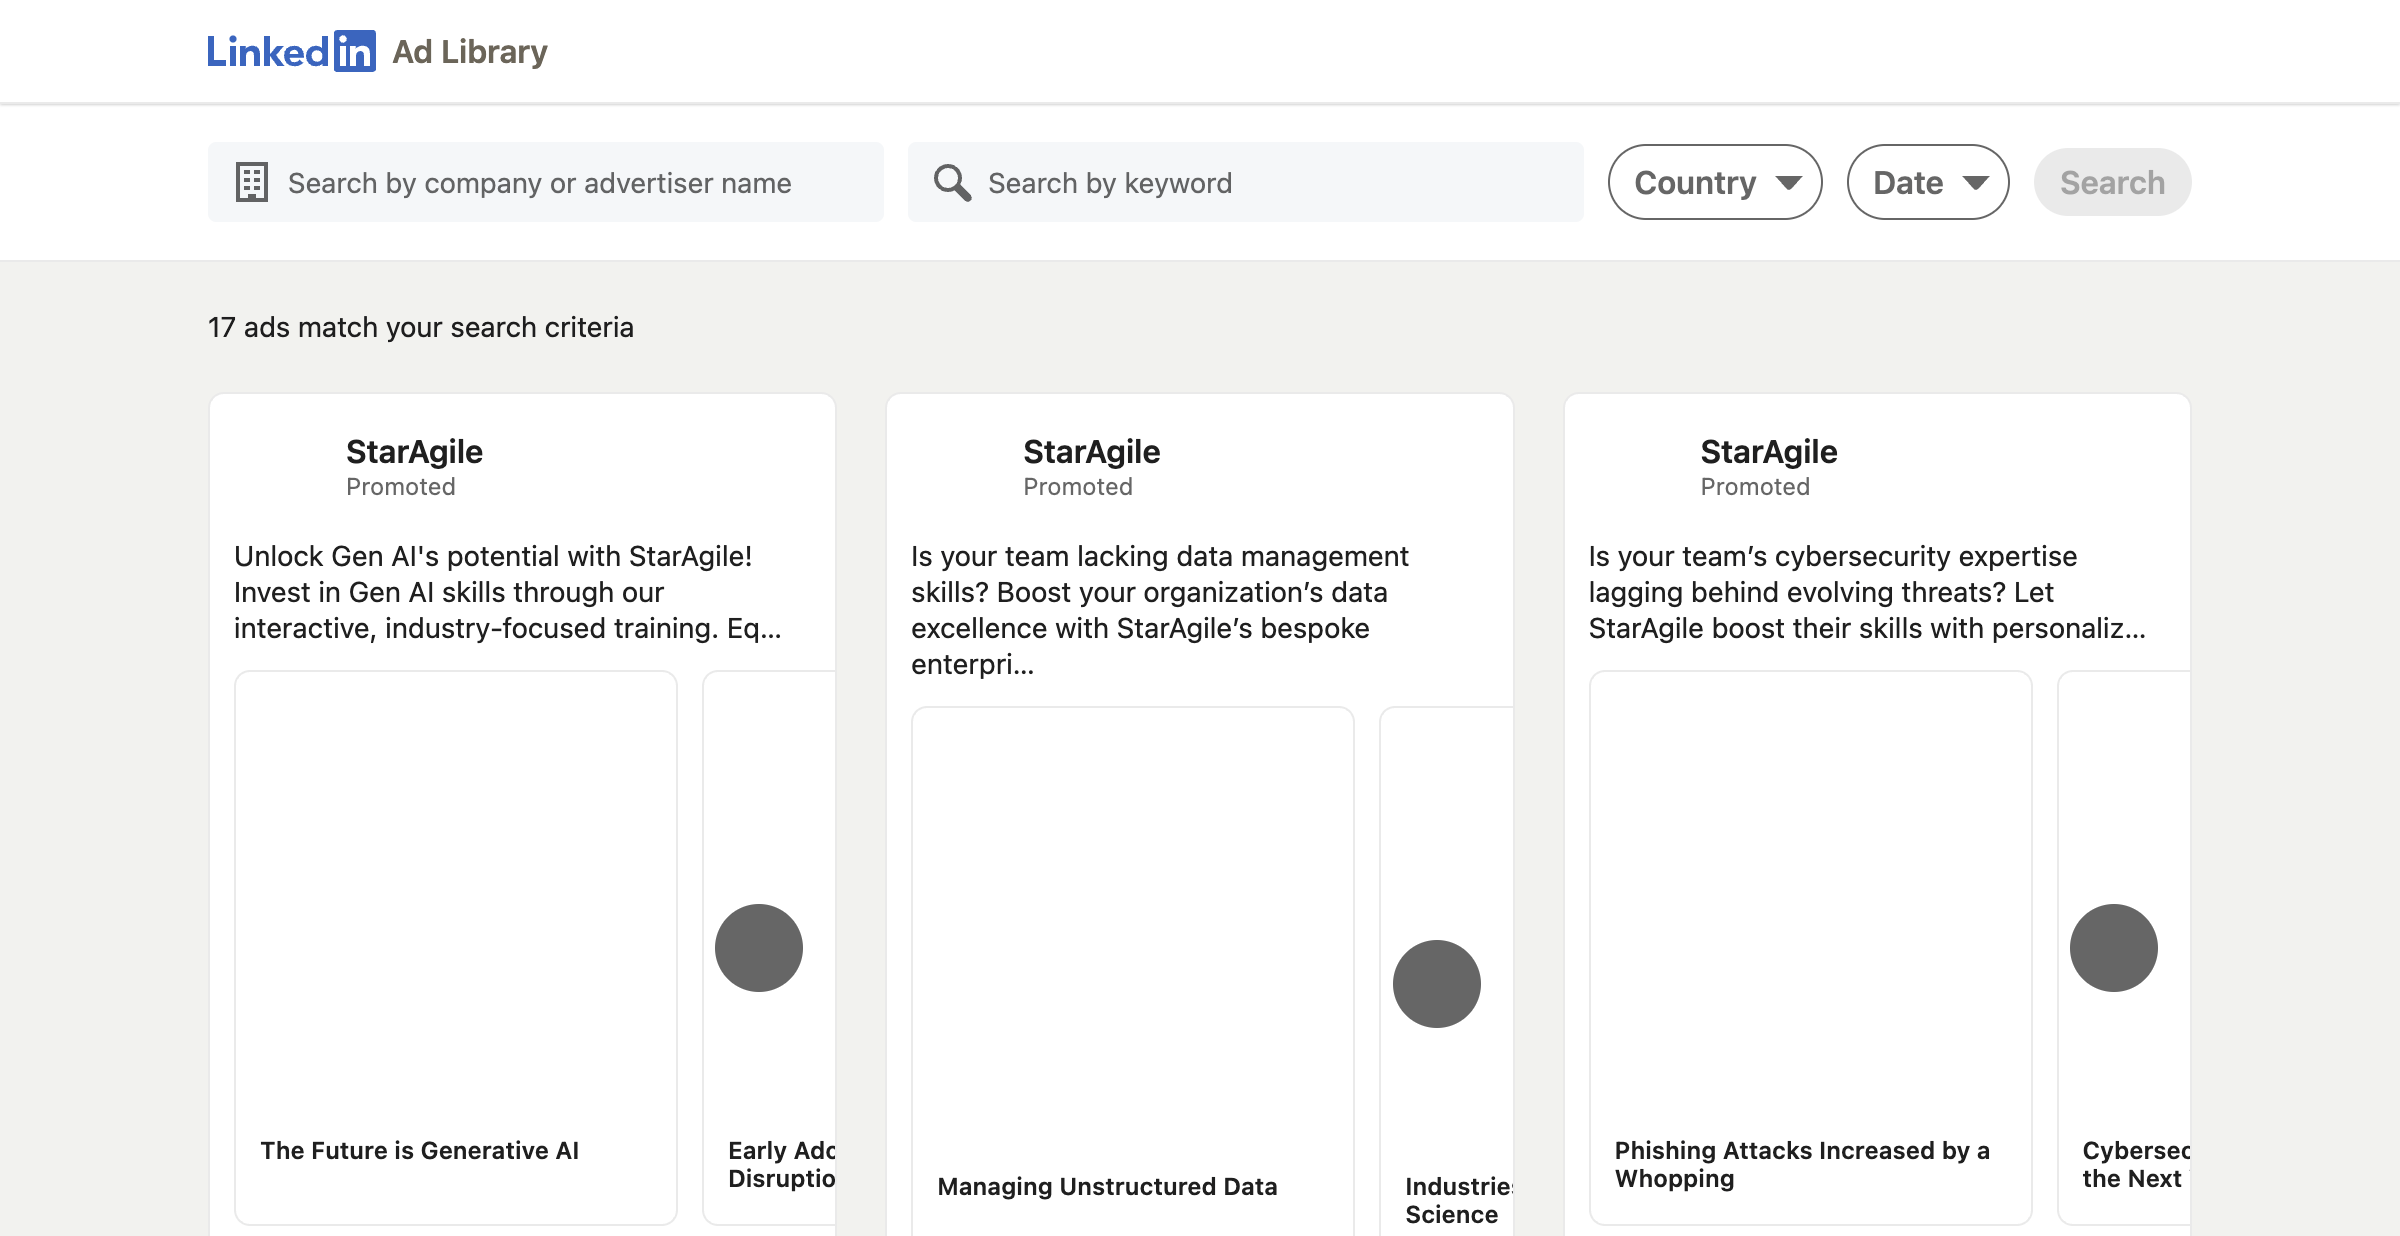 LinkedIn Ad Library
Search by company or advertiser name
Search by keyword
Country
Date
Search
17 ads match your search criteria
StarAgile
Promoted
Unlock Gen AI's potential with StarAgile!
Invest in Gen AI skills through our
interactive, industry-focused training. Eq...
The Future is Generative AI
Early
StarAgile
Promoted
Is your team lacking data management
skills? Boost your organization’s data
excellence with StarAgile’s bespoke
enterpri...
Managing Unstructured Data
Industries
Science
StarAgile
Promoted
Is your team’s cybersecurity expertise
lagging behind evolving threats? Let
StarAgile boost their skills with personaliz...
Phishing Attacks Increased by a
Whopping
the Next